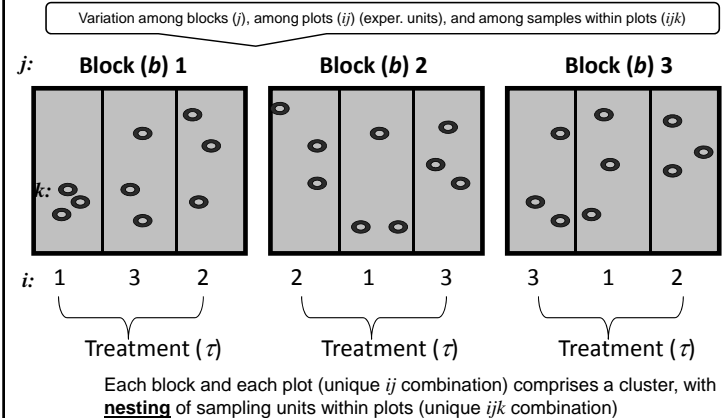 Variation among blocks (j), among plots (ij) (exper. units), and among samples within plots (ijk)
j: Block (b) 1 Block (b) 2 Block (b) 3
k:
i: 1 3 2 2 1 3 3 1 2
Treatment (τ) Treatment (τ) Treatment (τ)
Each block and each plot (unique ij combination) comprises a cluster, with
nesting of sampling units within plots (unique ijk combination)